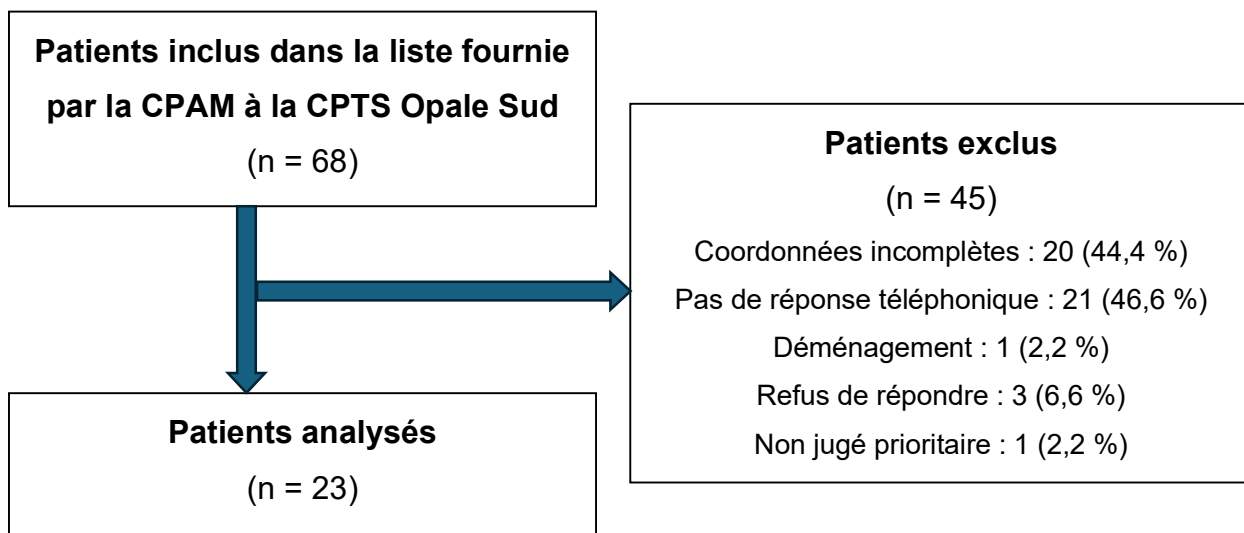 Patients inclus dans la liste fournie
par la CPAM à la CPTS Opale Sud
(n = 68)
Patients exclus
(n = 45)
Coordonnées incomplètes : 20 (44,4 %)
Pas de réponse téléphonique : 21 (46,6 %)
Déménagement : 1 (2,2 %)
Refus de répondre : 3 (6,6 %)
Non jugé prioritaire : 1 (2,2 %)
Patients analysés
(n = 23)